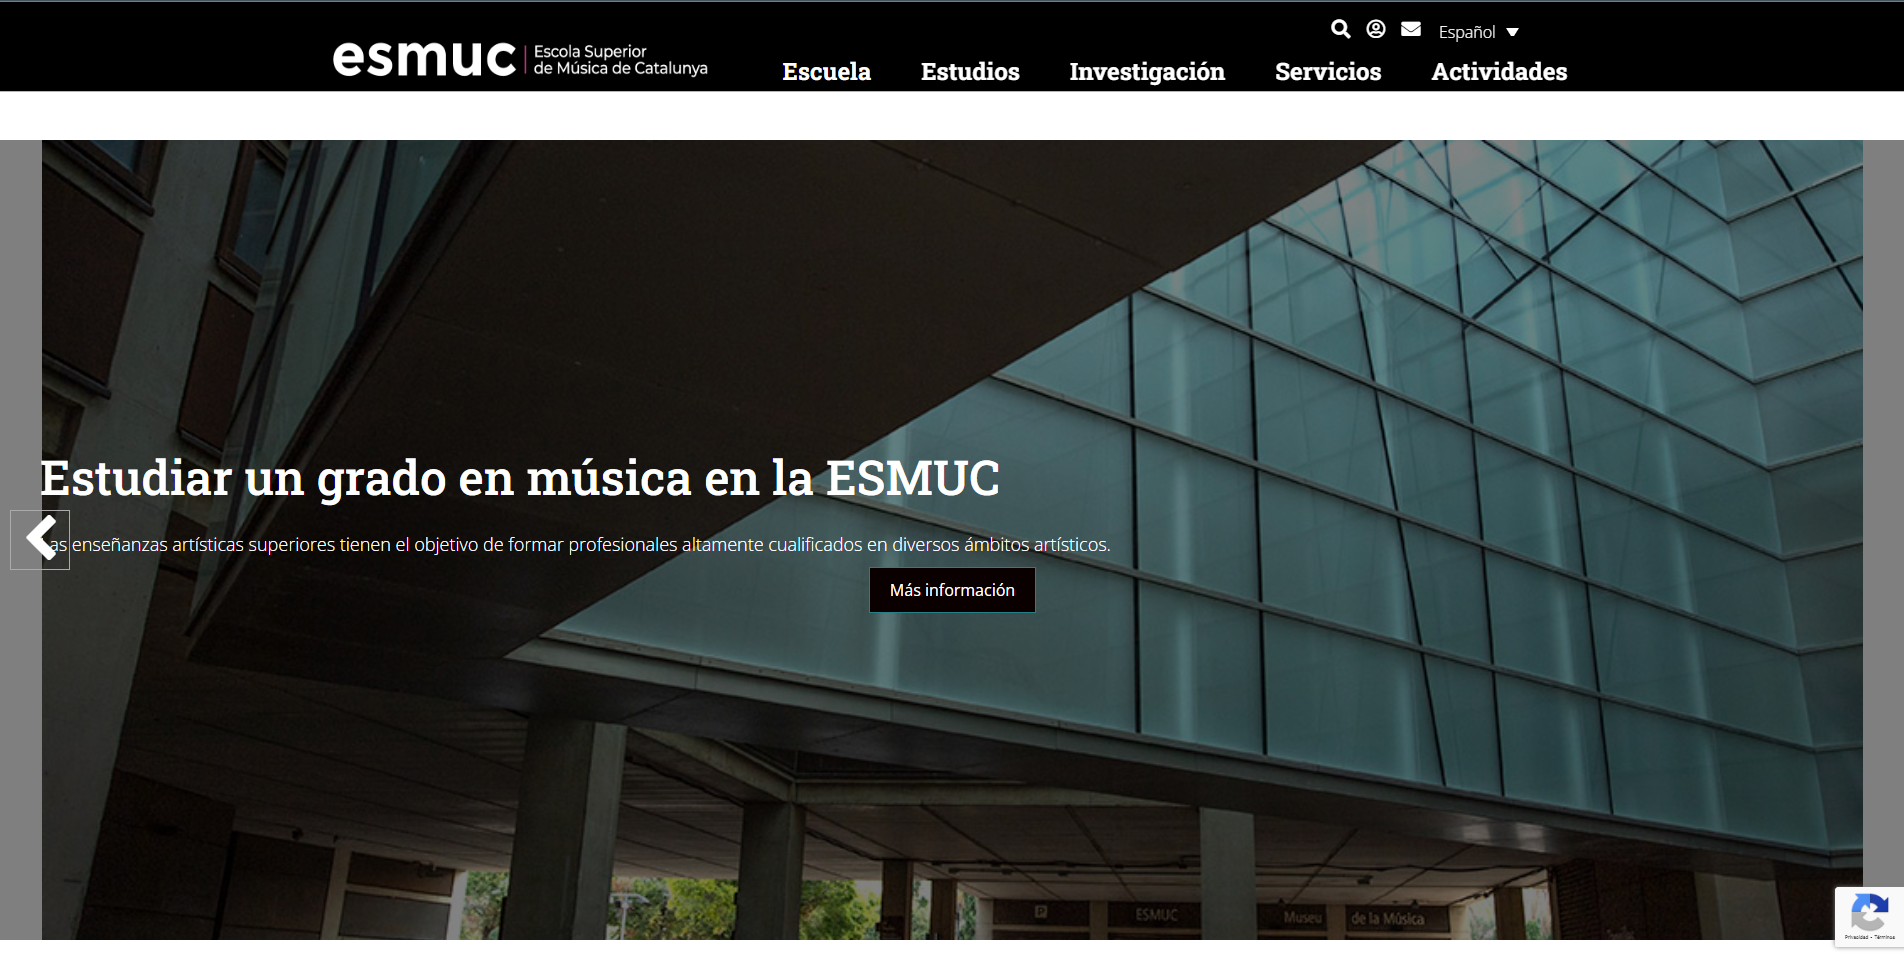 Español
esmuc
Escola Superior
de Música de Catalunya
Escuela
Estudios
Investigación
Servicios
Actividades
Estudiar un grado en música en la ESMUC
as enseñanzas artísticas superiores tienen el objetivo de formar profesionales altamente cualificados en diversos ámbitos artísticos.
Más información
P
ESMUC
Museu
de la Música
Privacidad - Términos